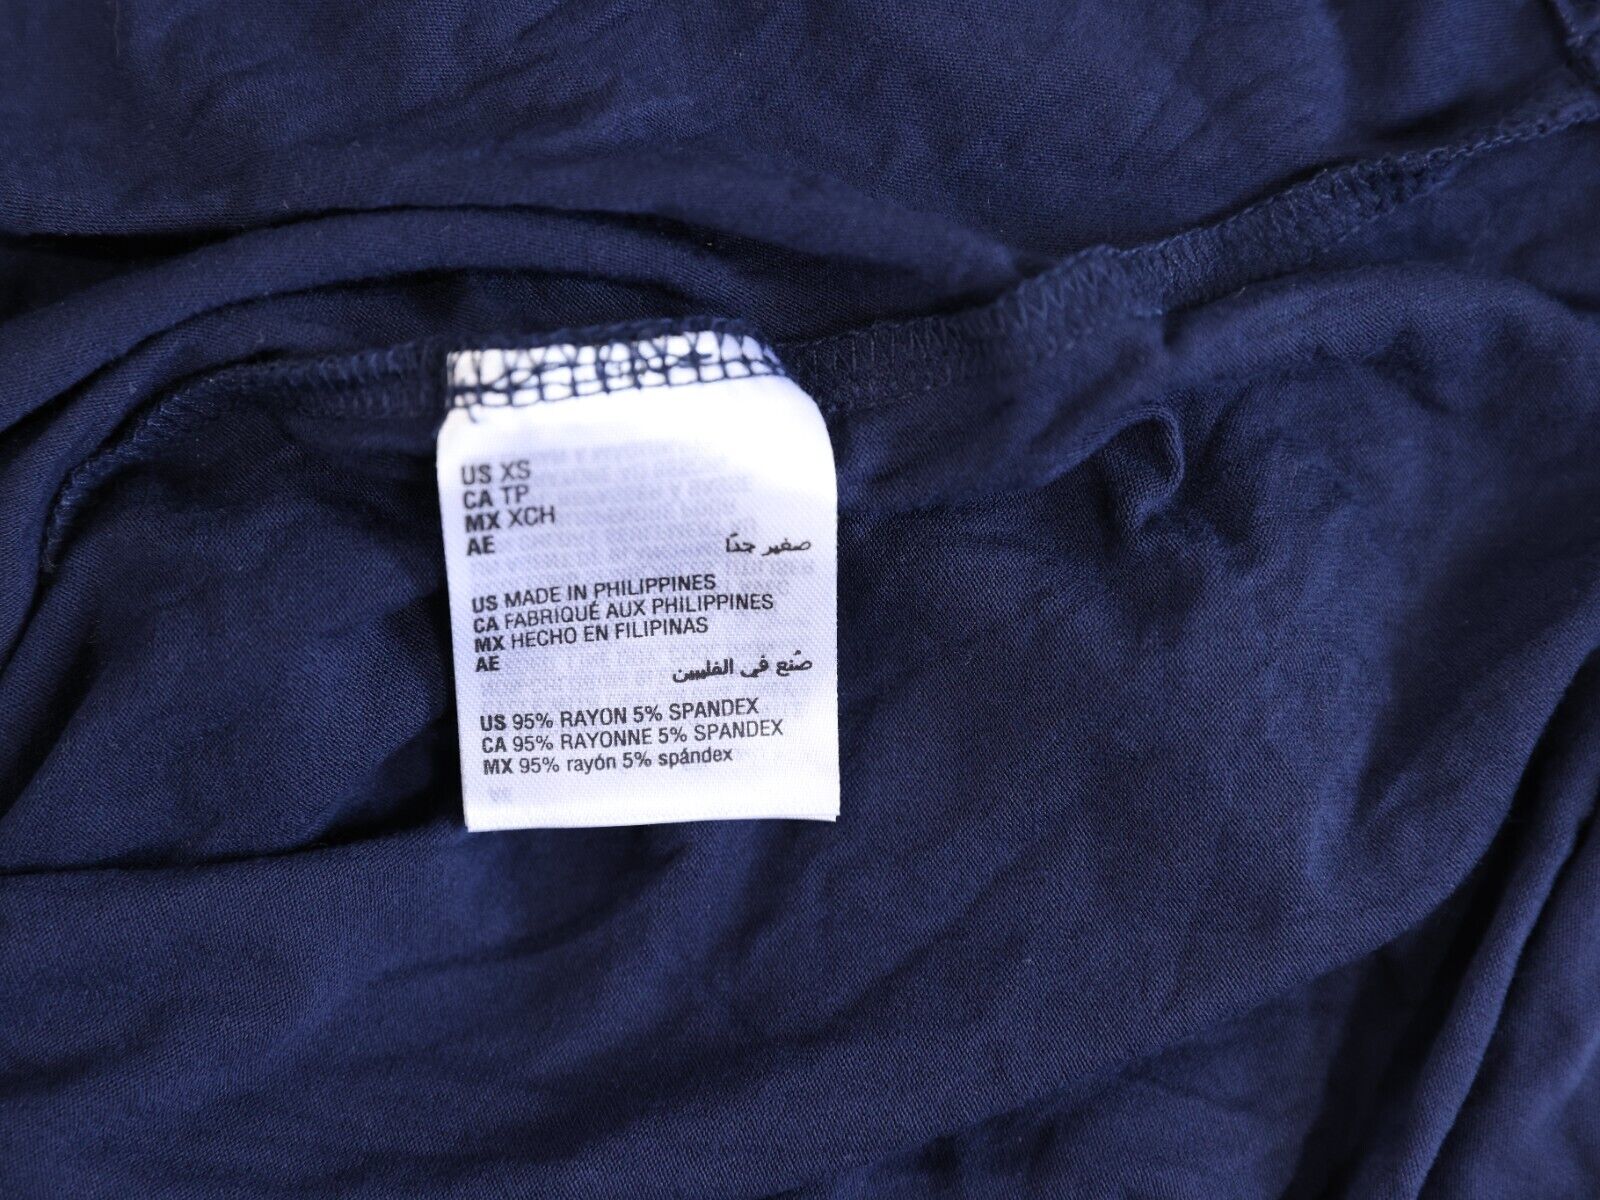 US XS
CA TP
MX XCH
AE صغير جدًا
US MADE IN PHILIPPINES
CA FABRIQUÉ AUX PHILIPPINES
MX HECHO EN FILIPINAS
AE صُنع في الفلبين
US 95% RAYON 5% SPANDEX
CA 95% RAYONNE 5% SPANDEX
MX 95% rayón 5% spándex